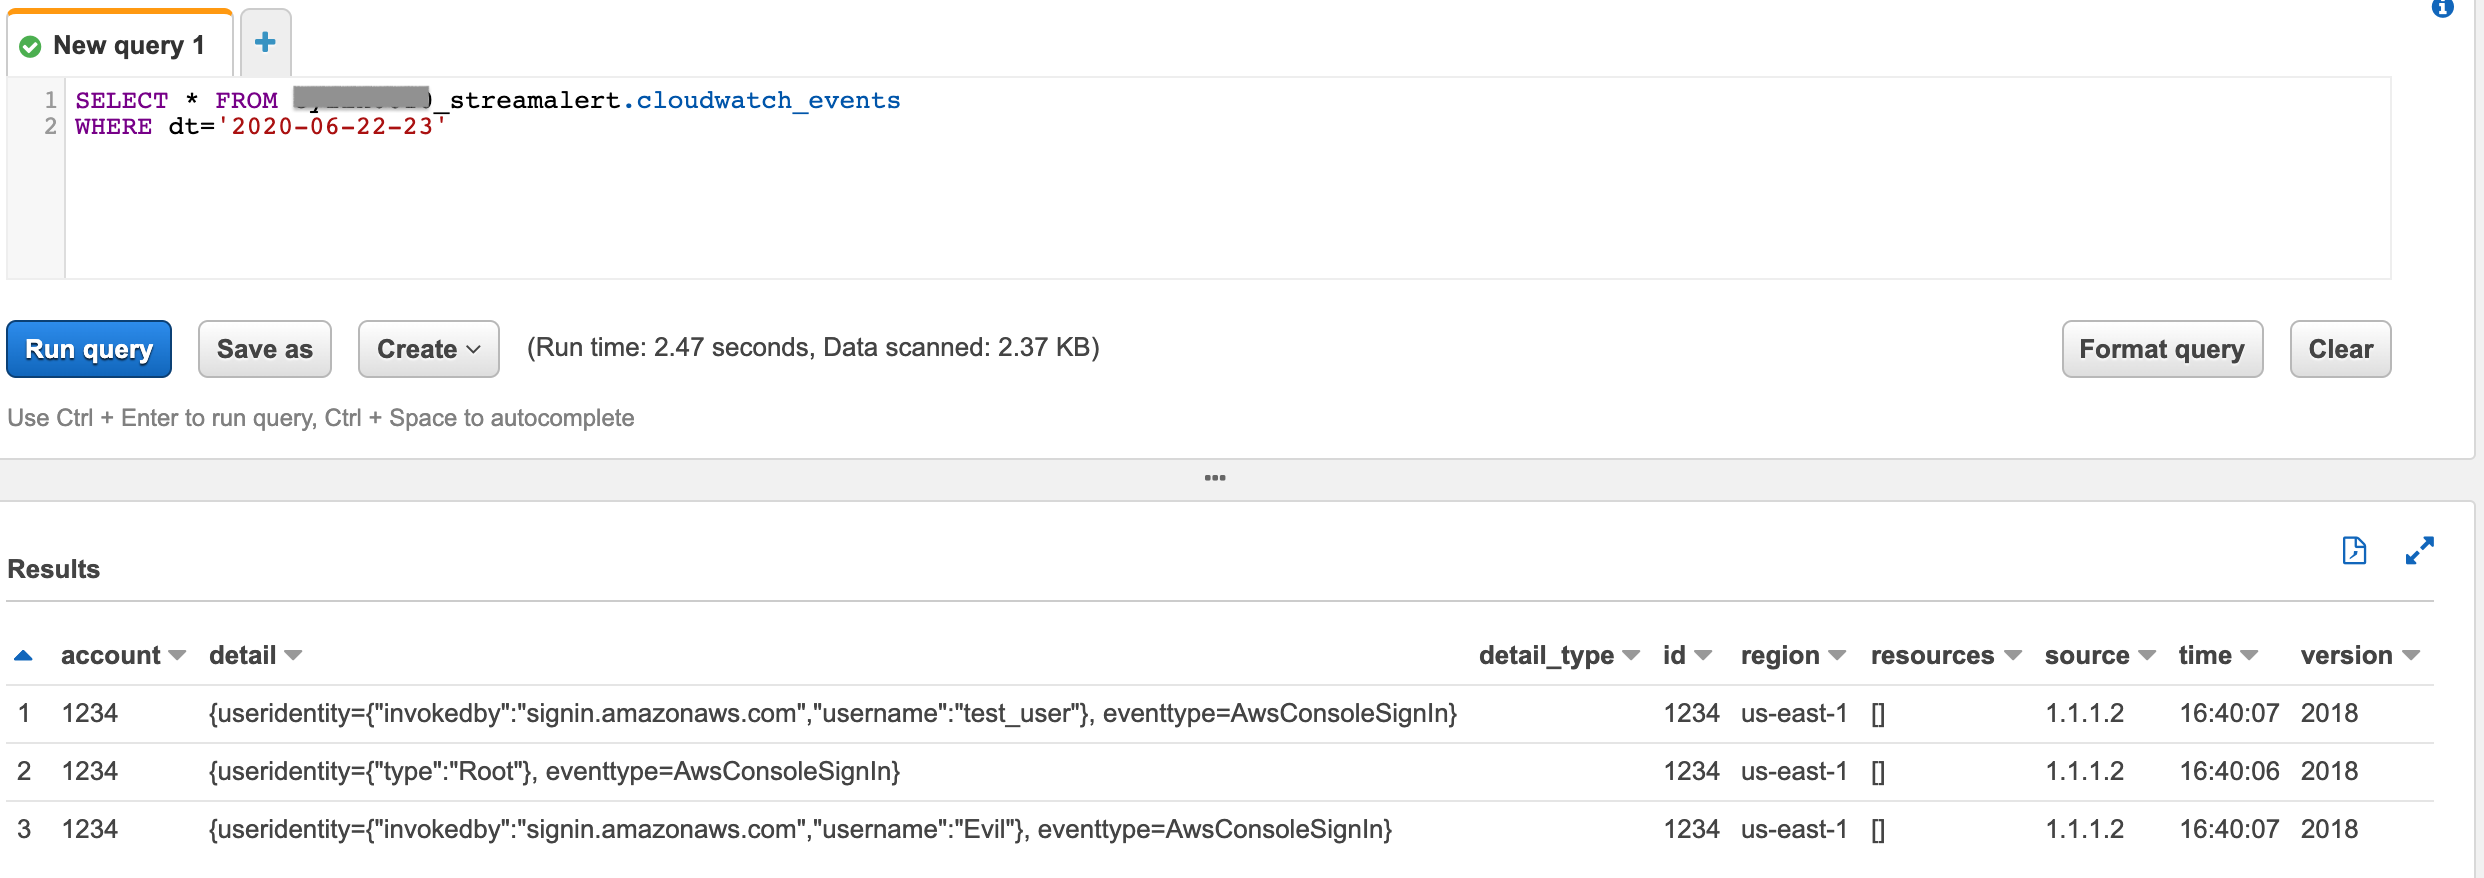 New query 1
+
1 SELECT * FROM _streamalert.cloudwatch_events
2 WHERE dt='2020-06-22-23'
Run query Save as Create (Run time: 2.47 seconds, Data scanned: 2.37 KB) Format query Clear
Use Ctrl + Enter to run query, Ctrl + Space to autocomplete
Results
account detail detail_type id region resources source time version
1 1234 {useridentity={"invokedby":"signin.amazonaws.com","username":"test_user"}, eventtype=AwsConsoleSignIn} 1234 us-east-1 [] 1.1.1.2 16:40:07 2018
2 1234 {useridentity={"type":"Root"}, eventtype=AwsConsoleSignIn} 1234 us-east-1 [] 1.1.1.2 16:40:06 2018
3 1234 {useridentity={"invokedby":"signin.amazonaws.com","username":"Evil"}, eventtype=AwsConsoleSignIn} 1234 us-east-1 [] 1.1.1.2 16:40:07 2018